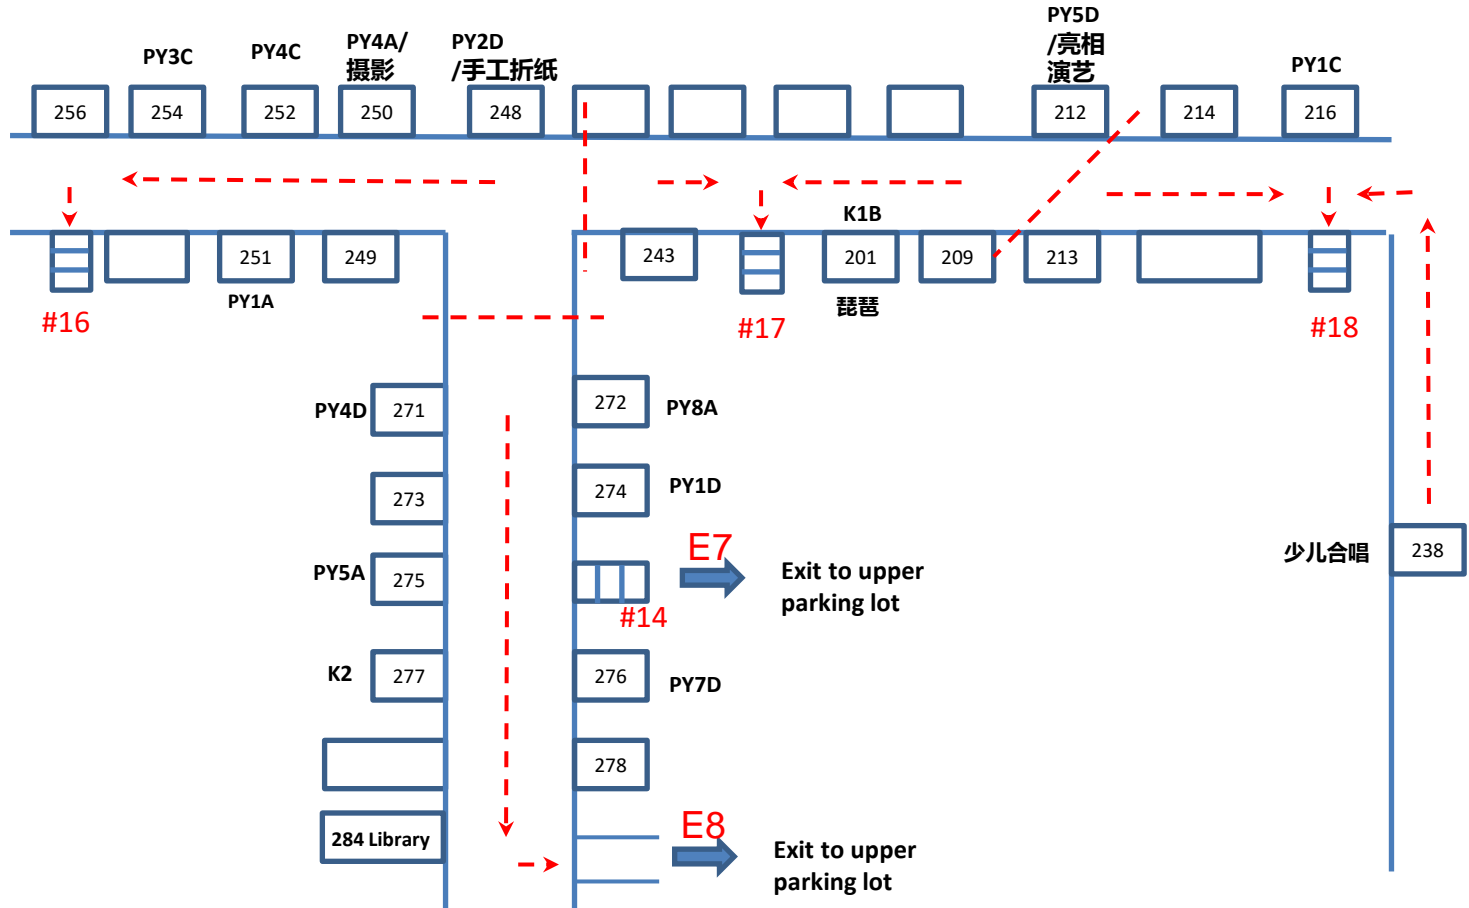 PY3C
PY4C
PY4A/
摄影
PY2D
/手工折纸
PY5D
/亮相
演艺
PY1C
256
254
252
250
248
212
214
216
K1B
251
249
243
201
209
213
PY1A
琵琶
#16
#17
#18
PY4D
271
272
PY8A
273
274
PY1D
E7
PY5A
275
Exit to upper
parking lot
#14
少儿合唱
238
K2
277
276
PY7D
278
284 Library
E8
Exit to upper
parking lot